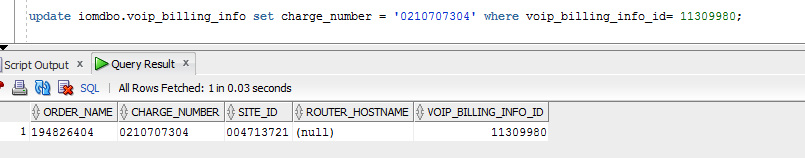 update iomdbo.voip_billing_info set charge_number = '0210707304' where voip_billing_info_id= 11309980;
Script Output x Query Result x
SQL | All Rows Fetched: 1 in 0.03 seconds
ORDER_NAME CHARGE_NUMBER SITE_ID ROUTER_HOSTNAME VOIP_BILLING_INFO_ID
1 194826404 0210707304 004713721 (null) 11309980